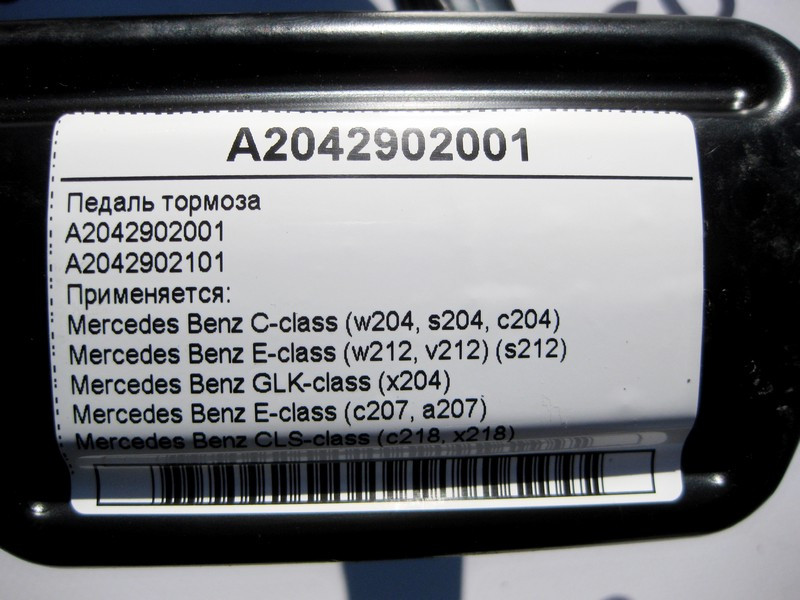 A2042902001
Педаль тормоза
A2042902001
A2042902101
Применяется:
Mercedes Benz C-class (w204, s204, c204)
Mercedes Benz E-class (w212, v212) (s212)
Mercedes Benz GLK-class (x204)
Mercedes Benz E-class (c207, a207)
Mercedes Benz CLS-class (c218, x218)